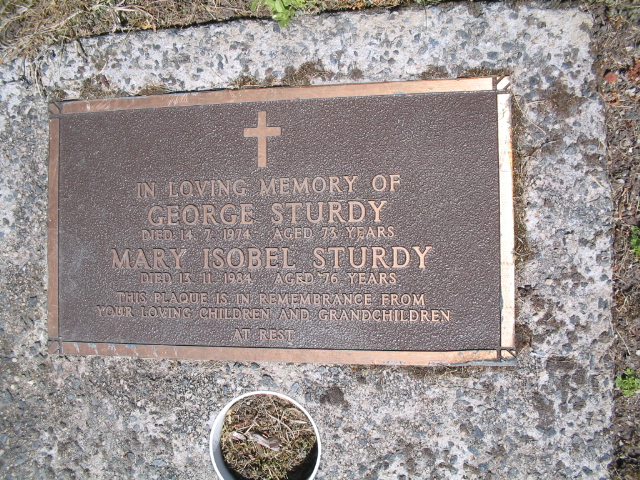 IN LOVING MEMORY OF
GEORGE STURDY
DIED 14. 7. 1974 AGED 73 YEARS
MARY ISOBEL STURDY
DIED 13. 11. 1984 AGED 76 YEARS
THIS PLAQUE IS IN REMEMBRANCE FROM
YOUR LOVING CHILDREN AND GRANDCHILDREN
AT REST